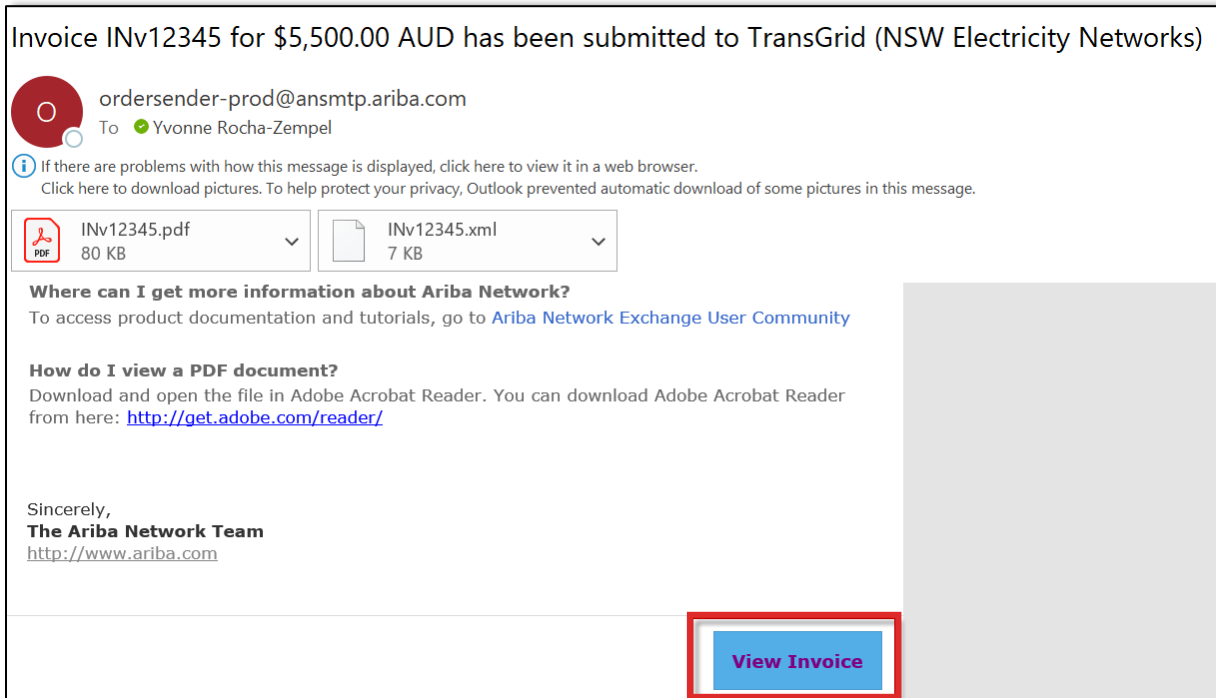 Invoice INv12345 for $5,500.00 AUD has been submitted to TransGrid (NSW Electricity Networks)
O
ordersender-prod@ansmtp.ariba.com
To Yvonne Rocha-Zempel
If there are problems with how this message is displayed, click here to view it in a web browser.
Click here to download pictures. To help protect your privacy, Outlook prevented automatic download of some pictures in this message.
PDF
INv12345.pdf
80 KB
INv12345.xml
7 KB
Where can I get more information about Ariba Network?
To access product documentation and tutorials, go to Ariba Network Exchange User Community
How do I view a PDF document?
Download and open the file in Adobe Acrobat Reader. You can download Adobe Acrobat Reader
from here: http://get.adobe.com/reader/
Sincerely,
The Ariba Network Team
http://www.ariba.com
View Invoice